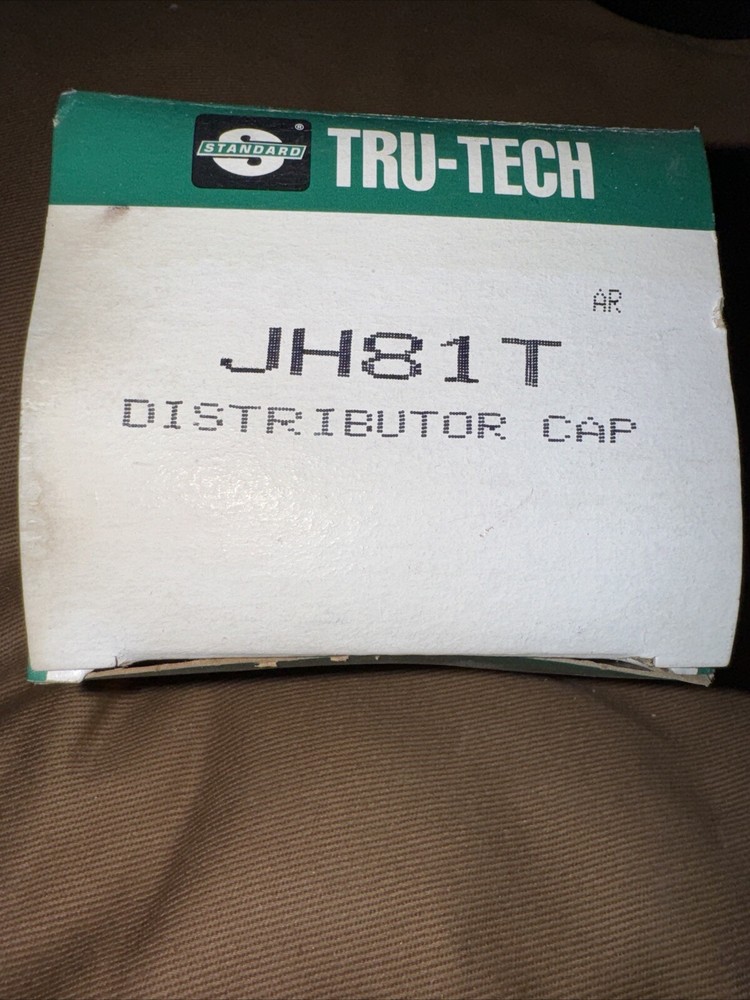 STANDARD®
TRU-TECH
AR
JH81T
DISTRIBUTOR CAP